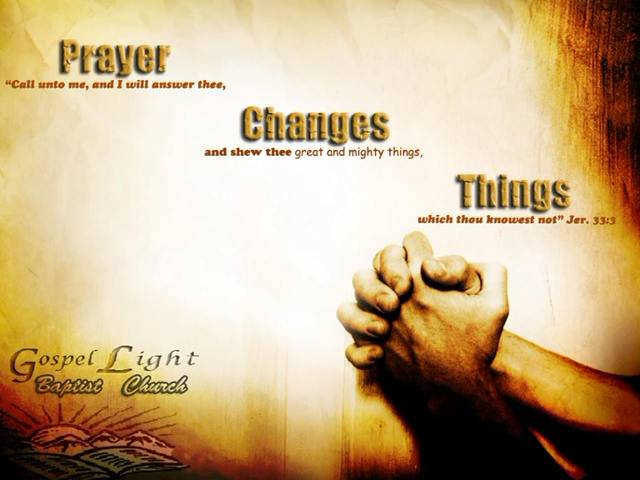 Prayer
“Call unto me, and I will answer thee,
Changes
and shew thee great and mighty things,
Things
which thou knowest not” Jer. 33:3
Gospel Light
Baptist Church